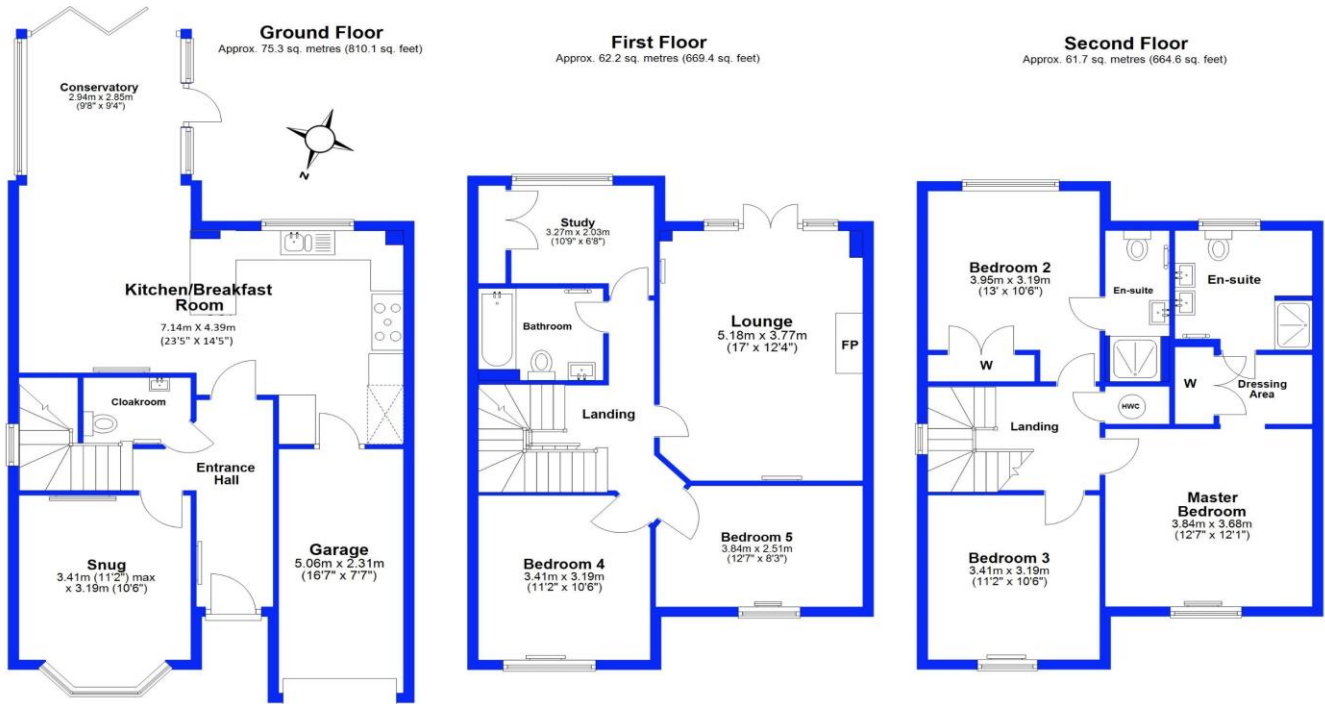 Ground Floor
Approx. 75.3 sq. metres (810.1 sq. feet)
Conservatory
2.94m x 2.85m
(9'8" x 9'4")
N
Kitchen/Breakfast
Room
7.14m X 4.39m
(23'5" X 14'5")
Cloakroom
Entrance
Hall
Snug
3.41m (11'2") max
x 3.19m (10'6")
Garage
5.06m x 2.31m
(16'7" x 7'7")
First Floor
Approx. 62.2 sq. metres (669.4 sq. feet)
Study
3.27m x 2.03m
(10'9" x 6'8")
Bathroom
Lounge
5.18m x 3.77m
(17' x 12'4")
FP
Landing
Bedroom 4
3.41m x 3.19m
(11'2" x 10'6")
Bedroom 5
3.84m x 2.51m
(12'7" x 8'3")
Second Floor
Approx. 61.7 sq. metres (664.6 sq. feet)
Bedroom 2
3.95m x 3.19m
(13' x 10'6")
En-suite
En-suite
W
W
Dressing
Area
HWC
Landing
Master
Bedroom
3.84m x 3.68m
(12'7" x 12'1")
Bedroom 3
3.41m x 3.19m
(11'2" x 10'6")